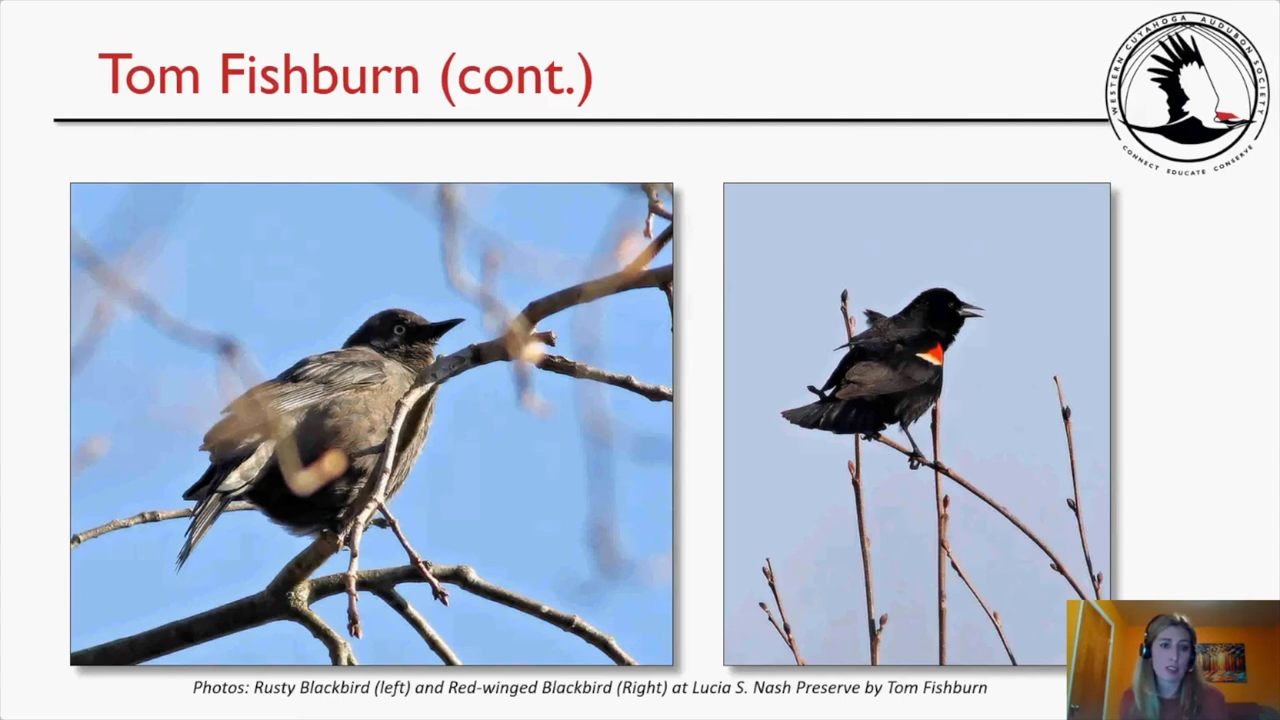 Tom Fishburn (cont.)
WESTERN CUYAHOGA AUDUBON SOCIETY
CONNECT EDUCATE CONSERVE
Photos: Rusty Blackbird (left) and Red-winged Blackbird (Right) at Lucia S. Nash Preserve by Tom Fishburn